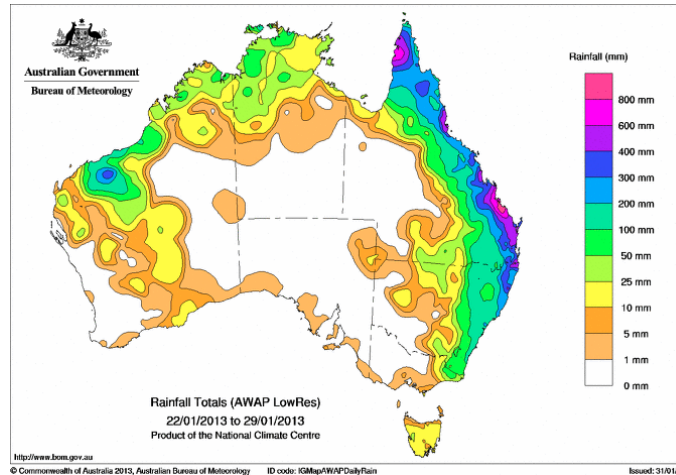 Australian Government
Bureau of Meteorology
Rainfall (mm)
800 mm
600 mm
400 mm
300 mm
200 mm
100 mm
50 mm
25 mm
10 mm
5 mm
1 mm
0 mm
Rainfall Totals (AWAP LowRes)
22/01/2013 to 29/01/2013
Product of the National Climate Centre
http://www.bom.gov.au
© Commonwealth of Australia 2013, Australian Bureau of Meteorology ID code: IGMapAWAPDailyRain Issued: 31/01